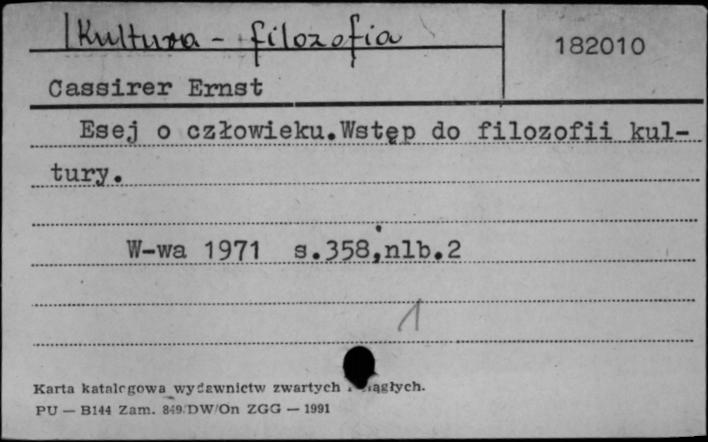 Kultura - filozofia
182010
Cassirer Ernst
Esej o człowieku.Wstęp do filozofii kul-
tury.
W-wa 1971 s.358,nlb.2
1
Karta katalogowa wydawnictw zwartych ciągłych.
PU — B144 Zam. 849/DW/On ZGG — 1991